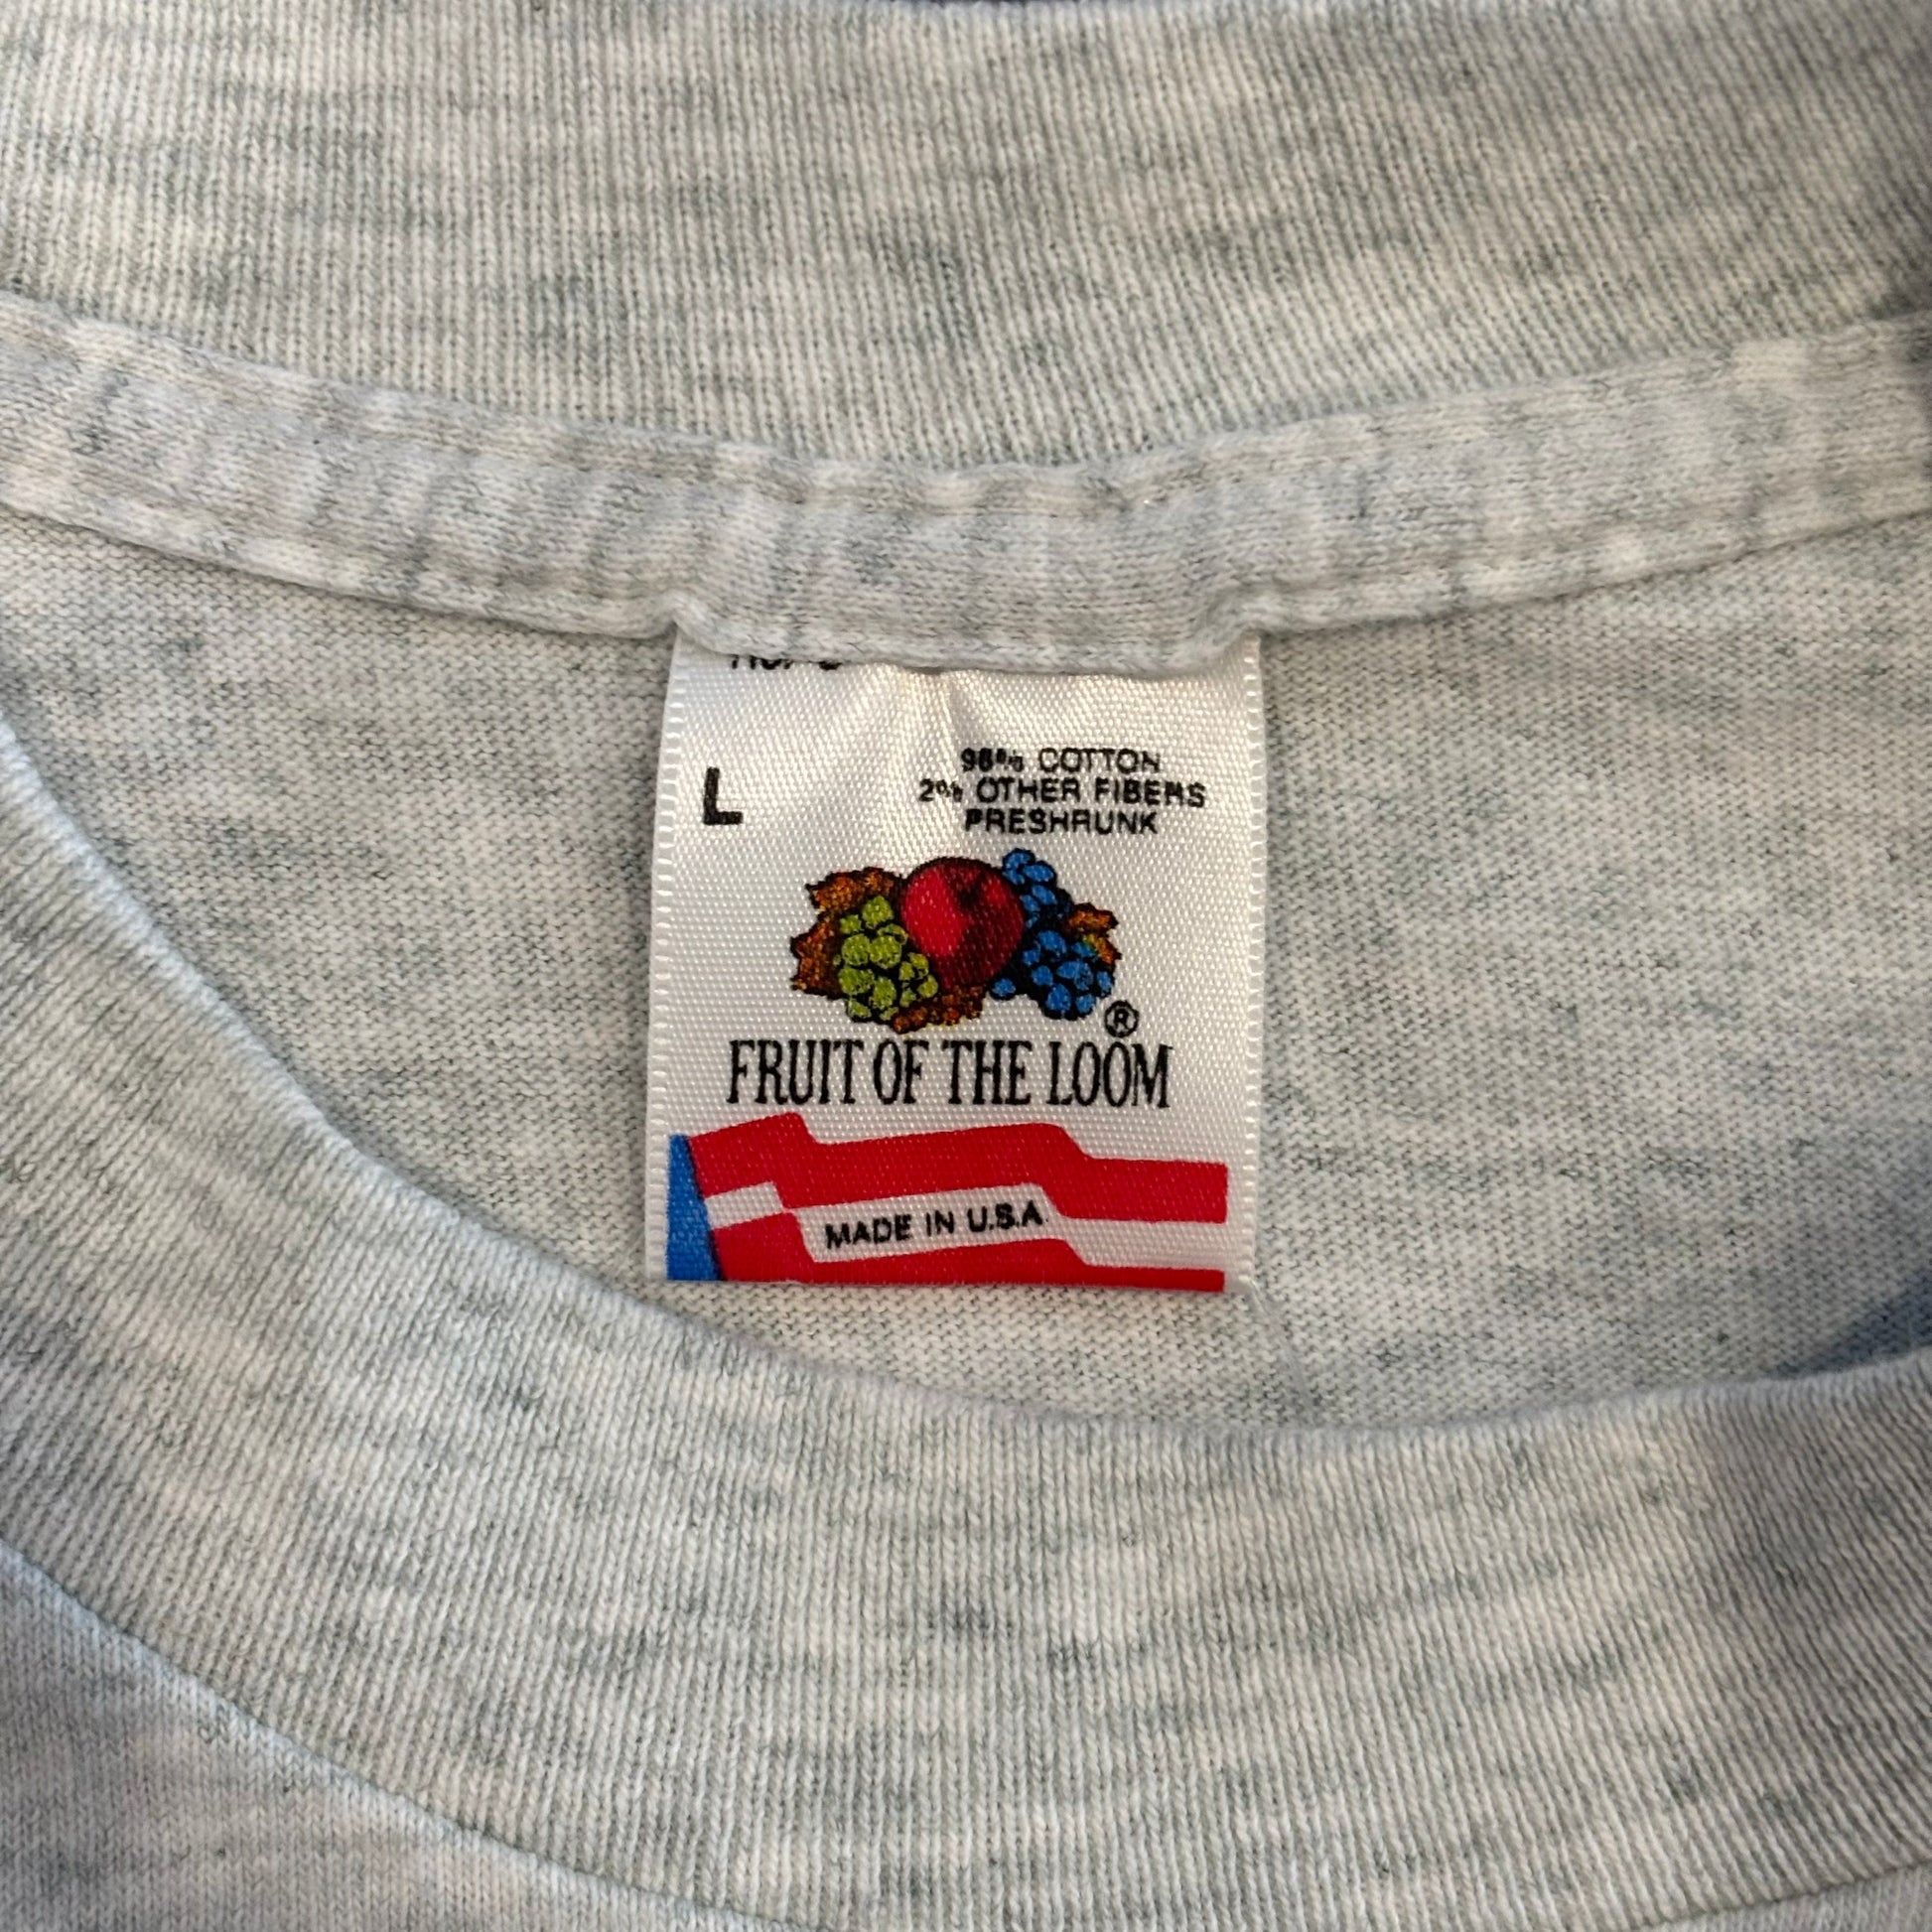 L
98% COTTON
2% OTHER FIBERS
PRESHRUNK
®
FRUIT OF THE LOOM
MADE IN U.S.A.